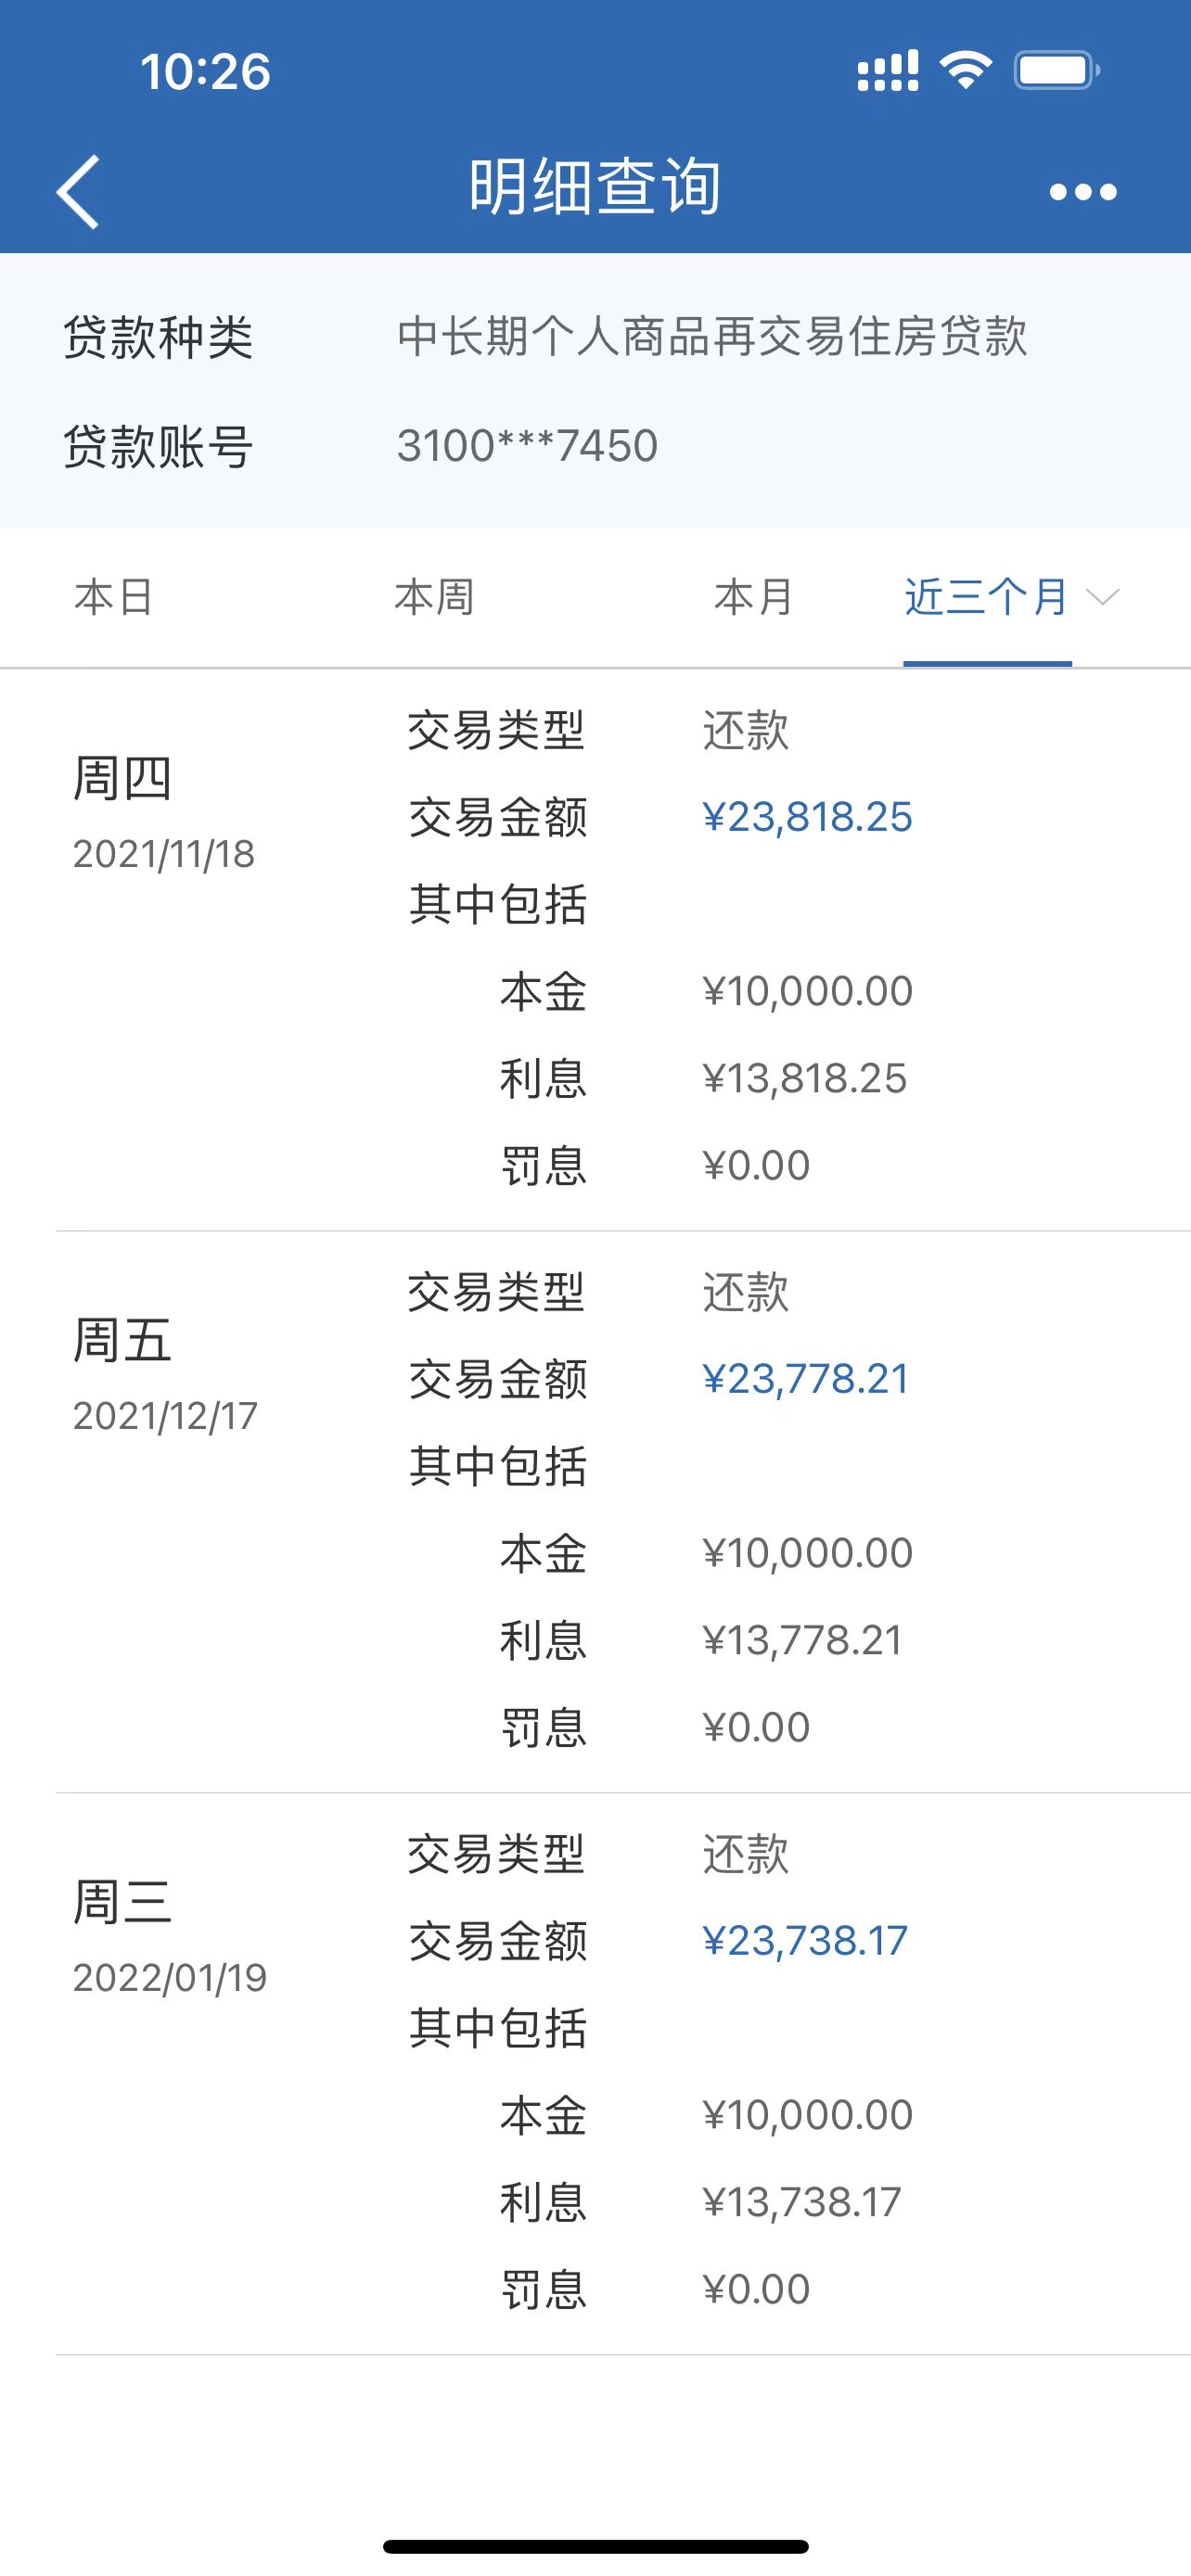 10:26
明细查询
贷款种类 中长期个人商品再交易住房贷款
贷款账号 3100***7450
本日 本周 本月 近三个月
周四
2021/11/18
交易类型 还款
交易金额 ¥23,818.25
其中包括
本金 ¥10,000.00
利息 ¥13,818.25
罚息 ¥0.00
周五
2021/12/17
交易类型 还款
交易金额 ¥23,778.21
其中包括
本金 ¥10,000.00
利息 ¥13,778.21
罚息 ¥0.00
周三
2022/01/19
交易类型 还款
交易金额 ¥23,738.17
其中包括
本金 ¥10,000.00
利息 ¥13,738.17
罚息 ¥0.00